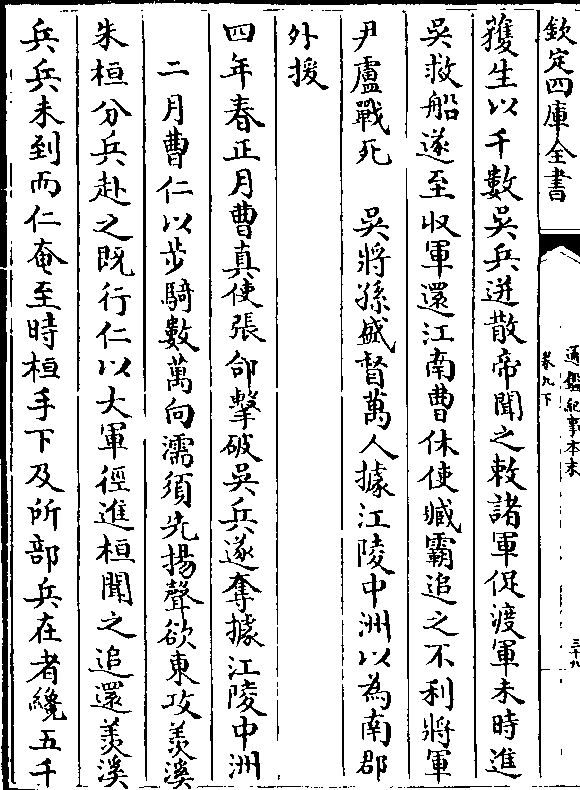 欽定四庫全書
通鑑紀事本末
卷九下
三十九
獲生以千數吳兵迸散帝聞之敕諸軍促渡軍未時進
吳救船遂至收軍還江南曹休使臧霸追之不利將軍
尹盧戰死　吳將孫盛督萬人據江陵中洲以為南郡
外援
四年春正月曹真使張郃擊破吳兵遂奪據江陵中洲
二月曹仁以步騎數萬向濡須先揚聲欲東攻羡溪
朱桓分兵赴之既行仁以大軍徑進桓聞之追還羡溪
兵兵未到而仁奄至時桓手下及所部兵在者纔五千